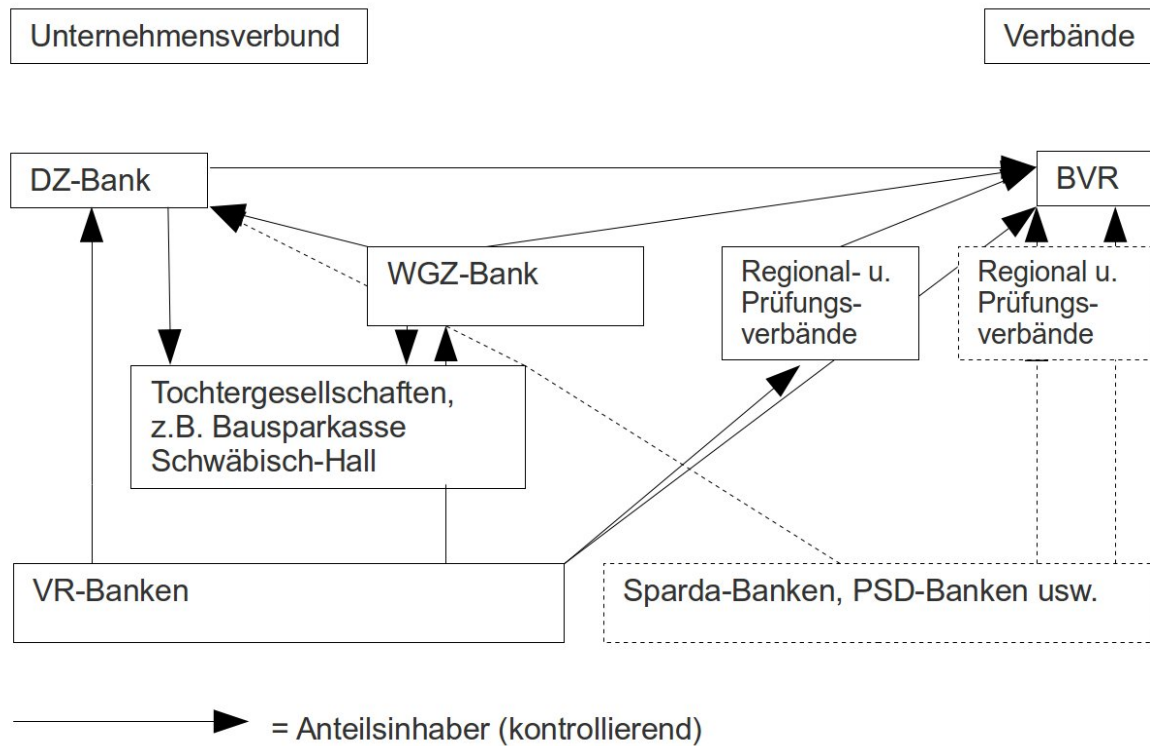 Unternehmensverbund
Verbände
DZ-Bank
BVR
WGZ-Bank
Regional- u.
Prüfungs-
verbände
Regional u.
Prüfungs-
verbände
Tochtergesellschaften,
z.B. Bausparkasse
Schwäbisch-Hall
VR-Banken
Sparda-Banken, PSD-Banken usw.
= Anteilsinhaber (kontrollierend)